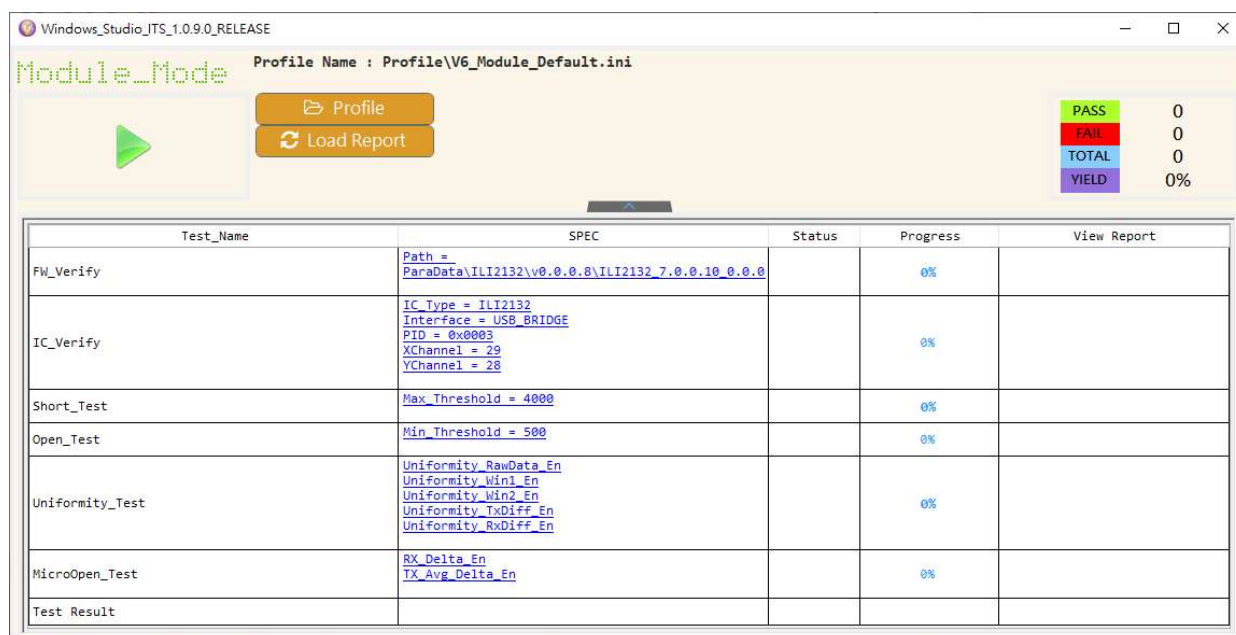 Windows_Studio_ITS_1.0.9.0_RELEASE
Module_Mode
Profile Name : Profile\V6_Module_Default.ini
Profile
Load Report
PASS 0
FAIL 0
TOTAL 0
YIELD 0%
Test_Name SPEC Status Progress View Report
FW_Verify
Path =
ParaData\ILI2132\v0.0.0.8\ILI2132_7.0.0.10_0.0.0
0%
IC_Verify
IC_Type = ILI2132
Interface = USB_BRIDGE
PID = 0x0003
XChannel = 29
YChannel = 28
0%
Short_Test
Max_Threshold = 4000
0%
Open_Test
Min_Threshold = 500
0%
Uniformity_Test
Uniformity_RawData_En
Uniformity_Win1_En
Uniformity_Win2_En
Uniformity_TxDiff_En
Uniformity_RxDiff_En
0%
MicroOpen_Test
RX_Delta_En
TX_Avg_Delta_En
0%
Test Result